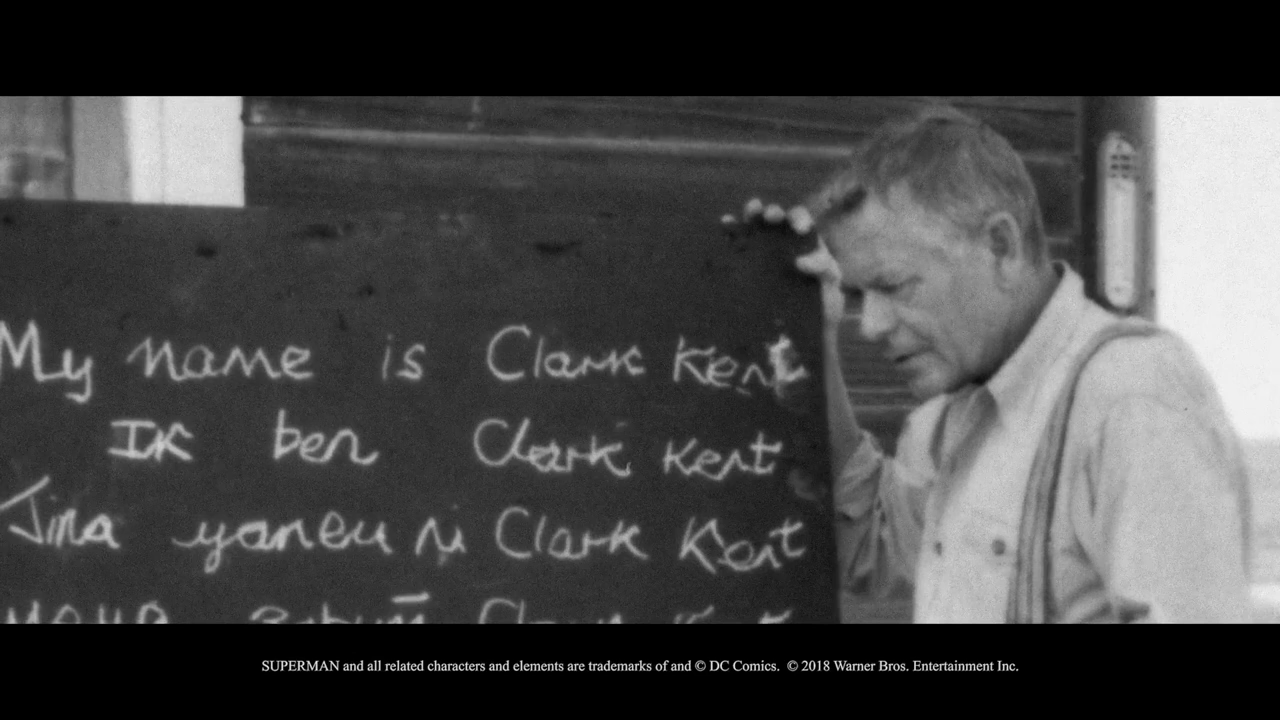 My name is Clark Kent
Ik ben Clark Kent
Jina yaneu ni Clark Kent
SUPERMAN and all related characters and elements are trademarks of and © DC Comics. © 2018 Warner Bros. Entertainment Inc.